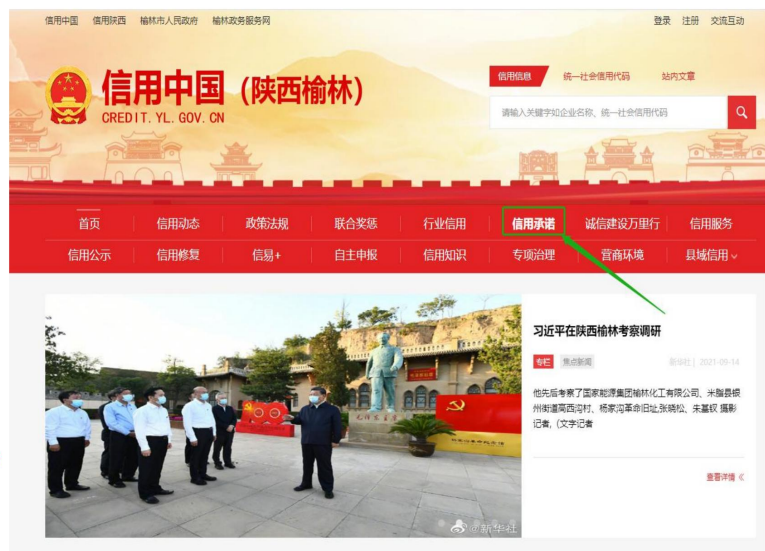 信用中国 信用陕西 榆林市人民政府 榆林政务服务网 登录 注册 交流互动
信用信息 统一社会信用代码 站内文章
信用中国（陕西榆林）
CREDIT. YL. GOV. CN
请输入关键字如企业名称、统一社会信用代码
首页 信用动态 政策法规 联合奖惩 行业信用 信用承诺 诚信建设万里行 信用服务
信用公示 信用修复 信易+ 自主申报 信用知识 专项治理 营商环境 县域信用
习近平在陕西榆林考察调研
专栏 焦点新闻 新华社 | 2021-09-14
他先后考察了国家能源集团榆林化工有限公司、米脂县银
州街道高西沟村、杨家沟革命旧址,张晓松、朱基钗 摄影
记者,（文字记者
查看详情 《
@新华社